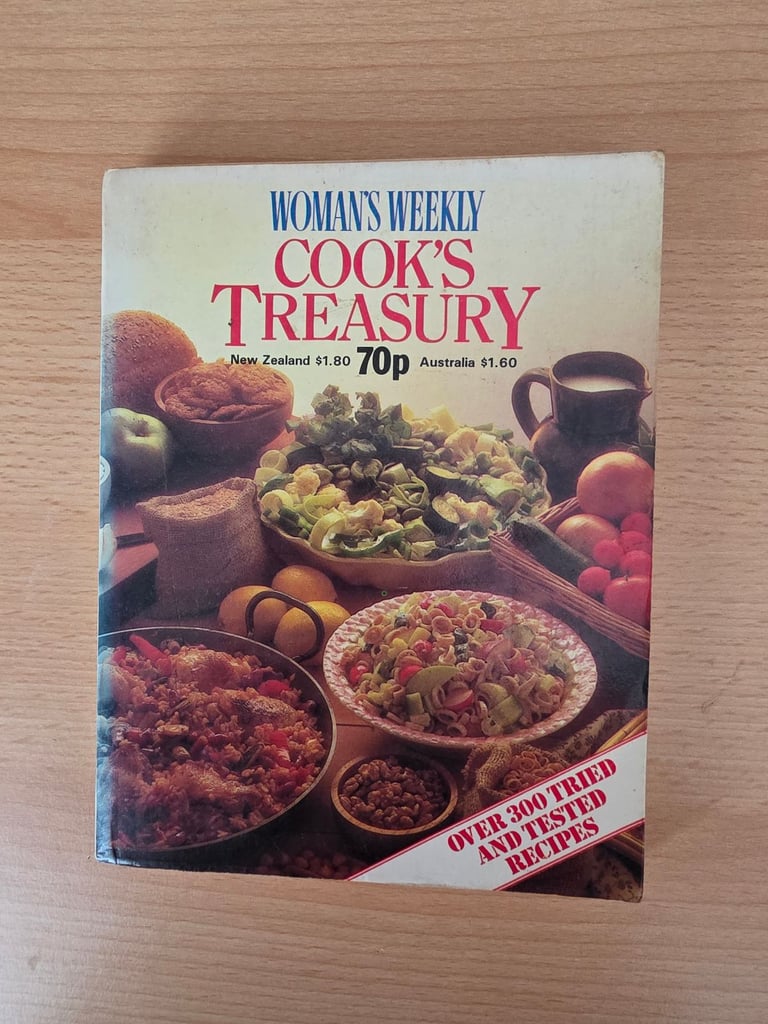 WOMAN'S WEEKLY
COOK'S
TREASURY
New Zealand $1.80 70p Australia $1.60
OVER 300 TRIED
AND TESTED
RECIPES